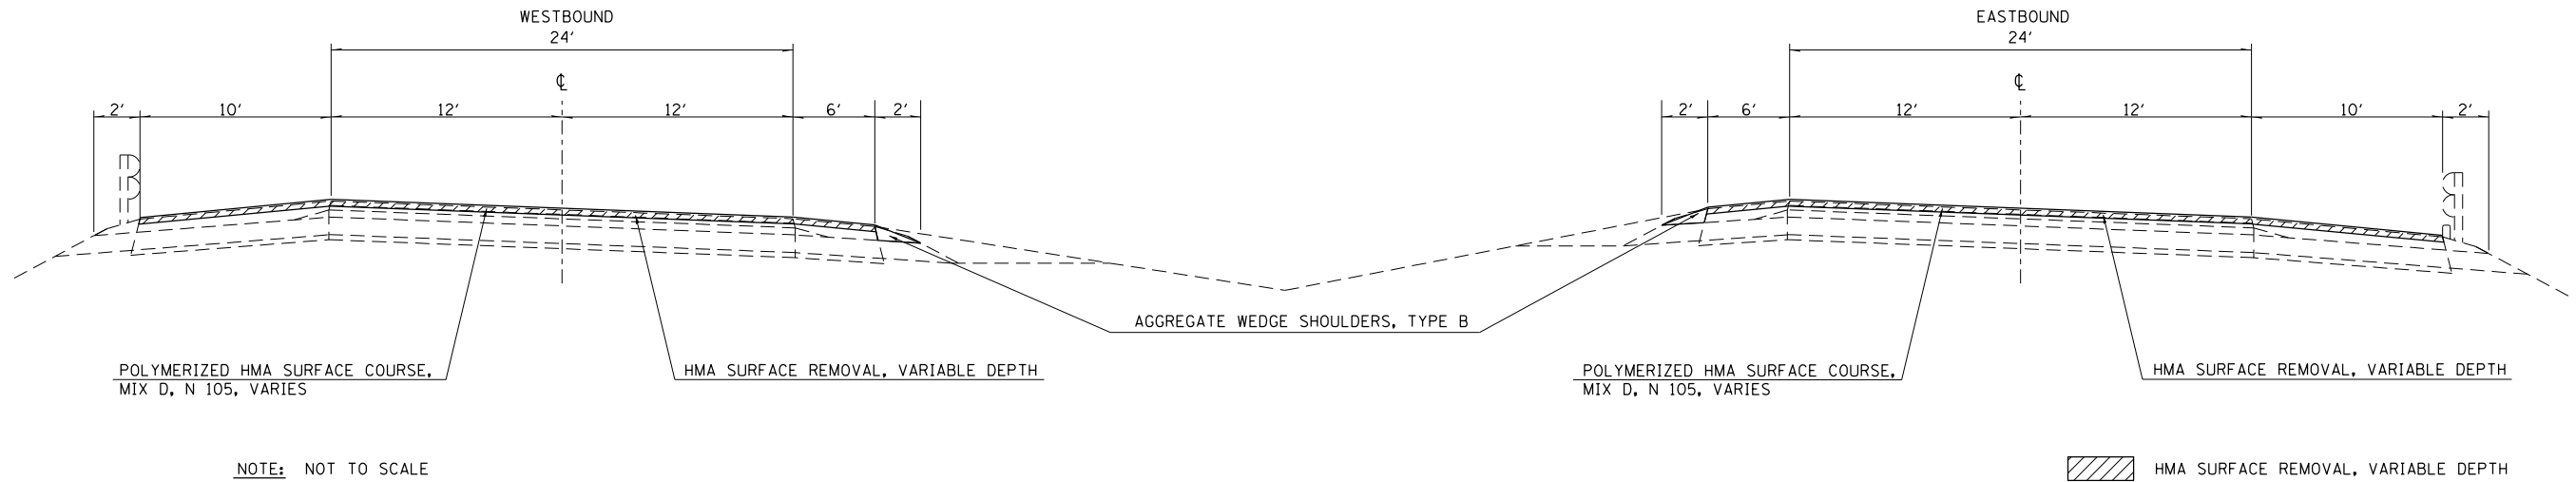 WESTBOUND
24'
℄
2' 10' 12' 12' 6' 2'
EASTBOUND
24'
℄
2' 6' 12' 12' 10' 2'
AGGREGATE WEDGE SHOULDERS, TYPE B
POLYMERIZED HMA SURFACE COURSE,
MIX D, N 105, VARIES
HMA SURFACE REMOVAL, VARIABLE DEPTH
POLYMERIZED HMA SURFACE COURSE,
MIX D, N 105, VARIES
HMA SURFACE REMOVAL, VARIABLE DEPTH
NOTE: NOT TO SCALE
HMA SURFACE REMOVAL, VARIABLE DEPTH